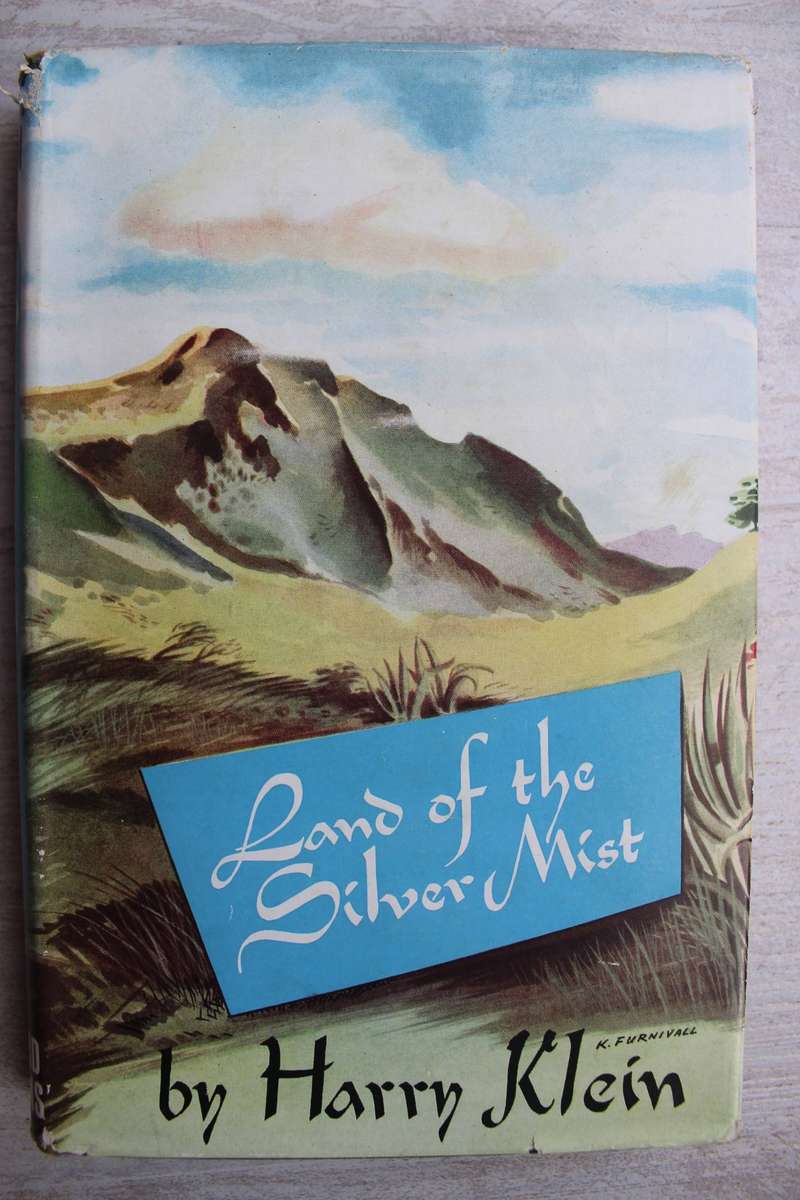 Land of the
Silver Mist
K. FURNIVALL
by Harry Klein